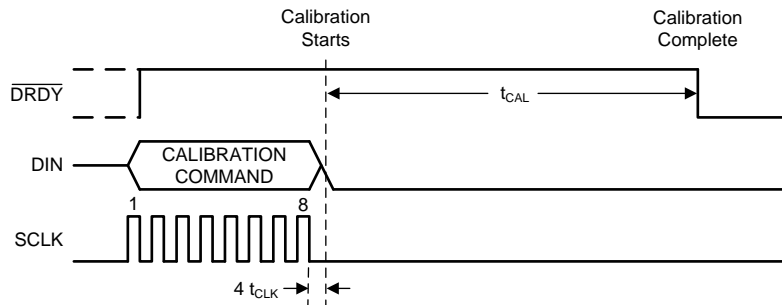 Calibration
Starts
Calibration
Complete
DRDY
tCAL
DIN
CALIBRATION
COMMAND
1
8
SCLK
4 tCLK